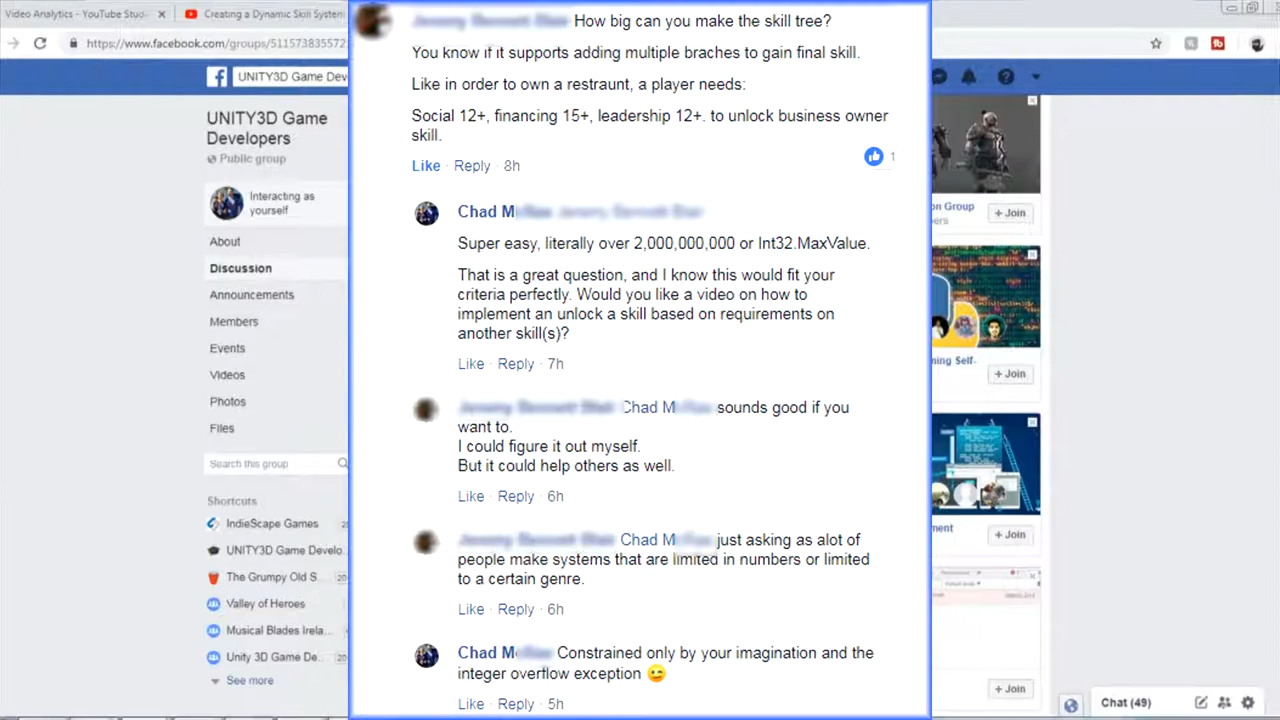 Video Analytics - YouTube Stud
Creating a Dynamic Skill System
https://www.facebook.com/groups/511573835572
UNITY3D Game Dev
UNITY3D Game
Developers
Public group
Interacting as
yourself
About
Discussion
Announcements
Members
Events
Videos
Photos
Files
Search this group
Shortcuts
IndieScape Games
UNITY3D Game Develo...
The Grumpy Old S...
Valley of Heroes
Musical Blades Irela...
Unity 3D Game De...
See more
How big can you make the skill tree?
You know if it supports adding multiple braches to gain final skill.
Like in order to own a restraunt, a player needs:
Social 12+, financing 15+, leadership 12+. to unlock business owner
skill.
Like · Reply · 8h
1
Chad M
Super easy, literally over 2,000,000,000 or Int32.MaxValue.
That is a great question, and I know this would fit your
criteria perfectly. Would you like a video on how to
implement an unlock a skill based on requirements on
another skill(s)?
Like · Reply · 7h
Chad M sounds good if you
want to.
I could figure it out myself.
But it could help others as well.
Like · Reply · 6h
Chad M just asking as alot of
people make systems that are limited in numbers or limited
to a certain genre.
Like · Reply · 6h
Chad M Constrained only by your imagination and the
integer overflow exception
Like · Reply · 5h
on Group
ers
+ Join
ning Self-
+ Join
ment
+ Join
+ Join
Chat (49)